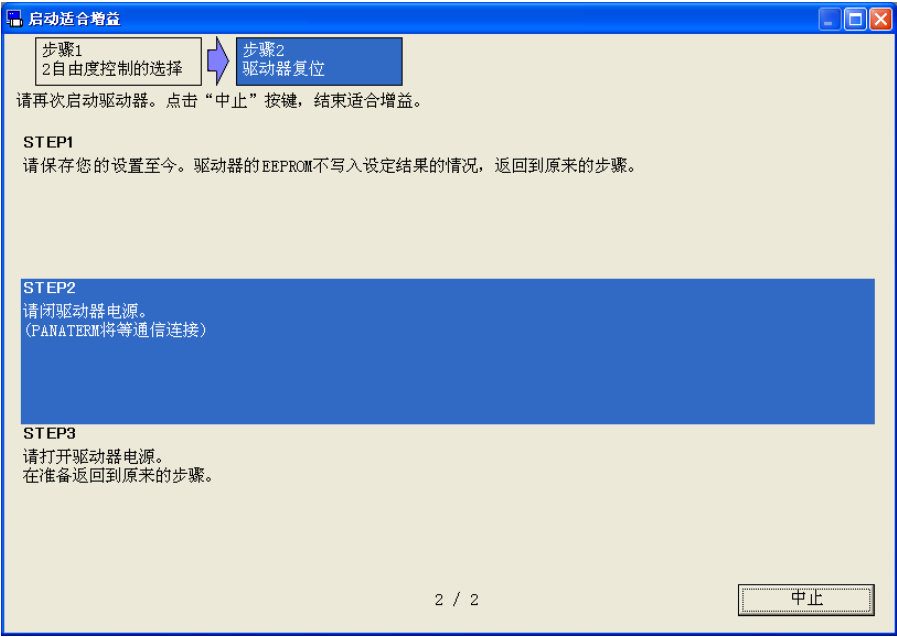 启动适合增益
步骤1
2自由度控制的选择
步骤2
驱动器复位
请再次启动驱动器。点击“中止”按键，结束适合增益。
STEP1
请保存您的设置至今。驱动器的EEPROM不写入设定结果的情况，返回到原来的步骤。
STEP2
请闭驱动器电源。
(PANATERM将等通信连接)
STEP3
请打开驱动器电源。
在准备返回到原来的步骤。
2 / 2
中止